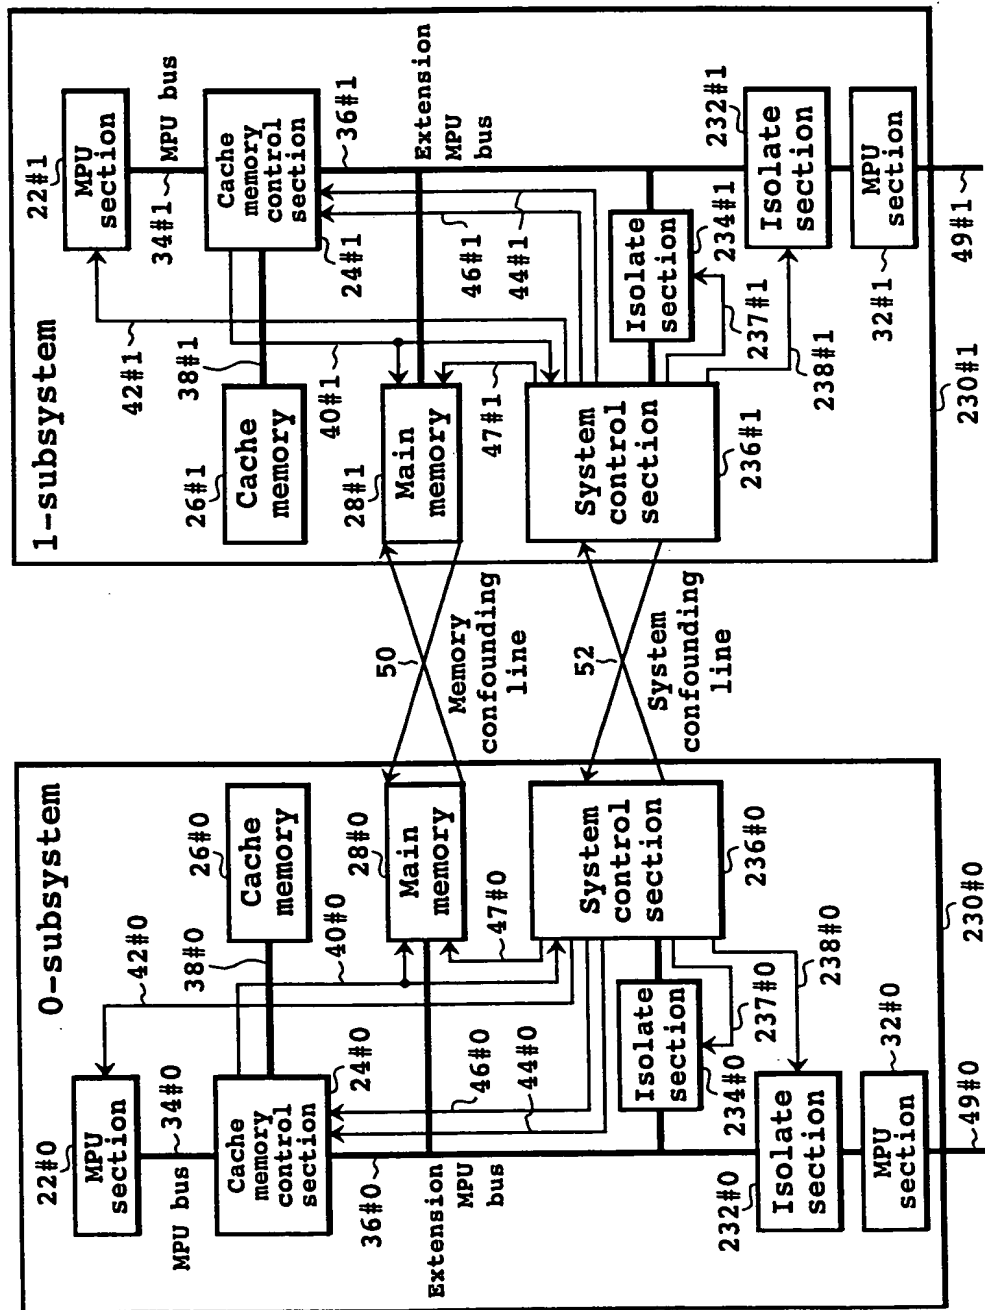 0-subsystem
22#0
MPU
section
34#0
MPU bus
42#0
24#0
Cache
memory
control
section
38#0
26#0
Cache
memory
40#0
36#0
Extension
MPU
bus
46#0
44#0
28#0
Main
memory
47#0
System
control
section
236#0
Isolate
section
234#0
237#0
238#0
232#0
Isolate
section
32#0
MPU
section
49#0
230#0
50
Memory
confounding
line
52
System
confounding
line
1-subsystem
22#1
MPU
section
34#1
MPU bus
42#1
24#1
Cache
memory
control
section
38#1
26#1
Cache
memory
40#1
36#1
Extension
MPU
bus
46#1
44#1
28#1
Main
memory
47#1
System
control
section
236#1
Isolate
section
234#1
237#1
238#1
232#1
Isolate
section
32#1
MPU
section
49#1
230#1